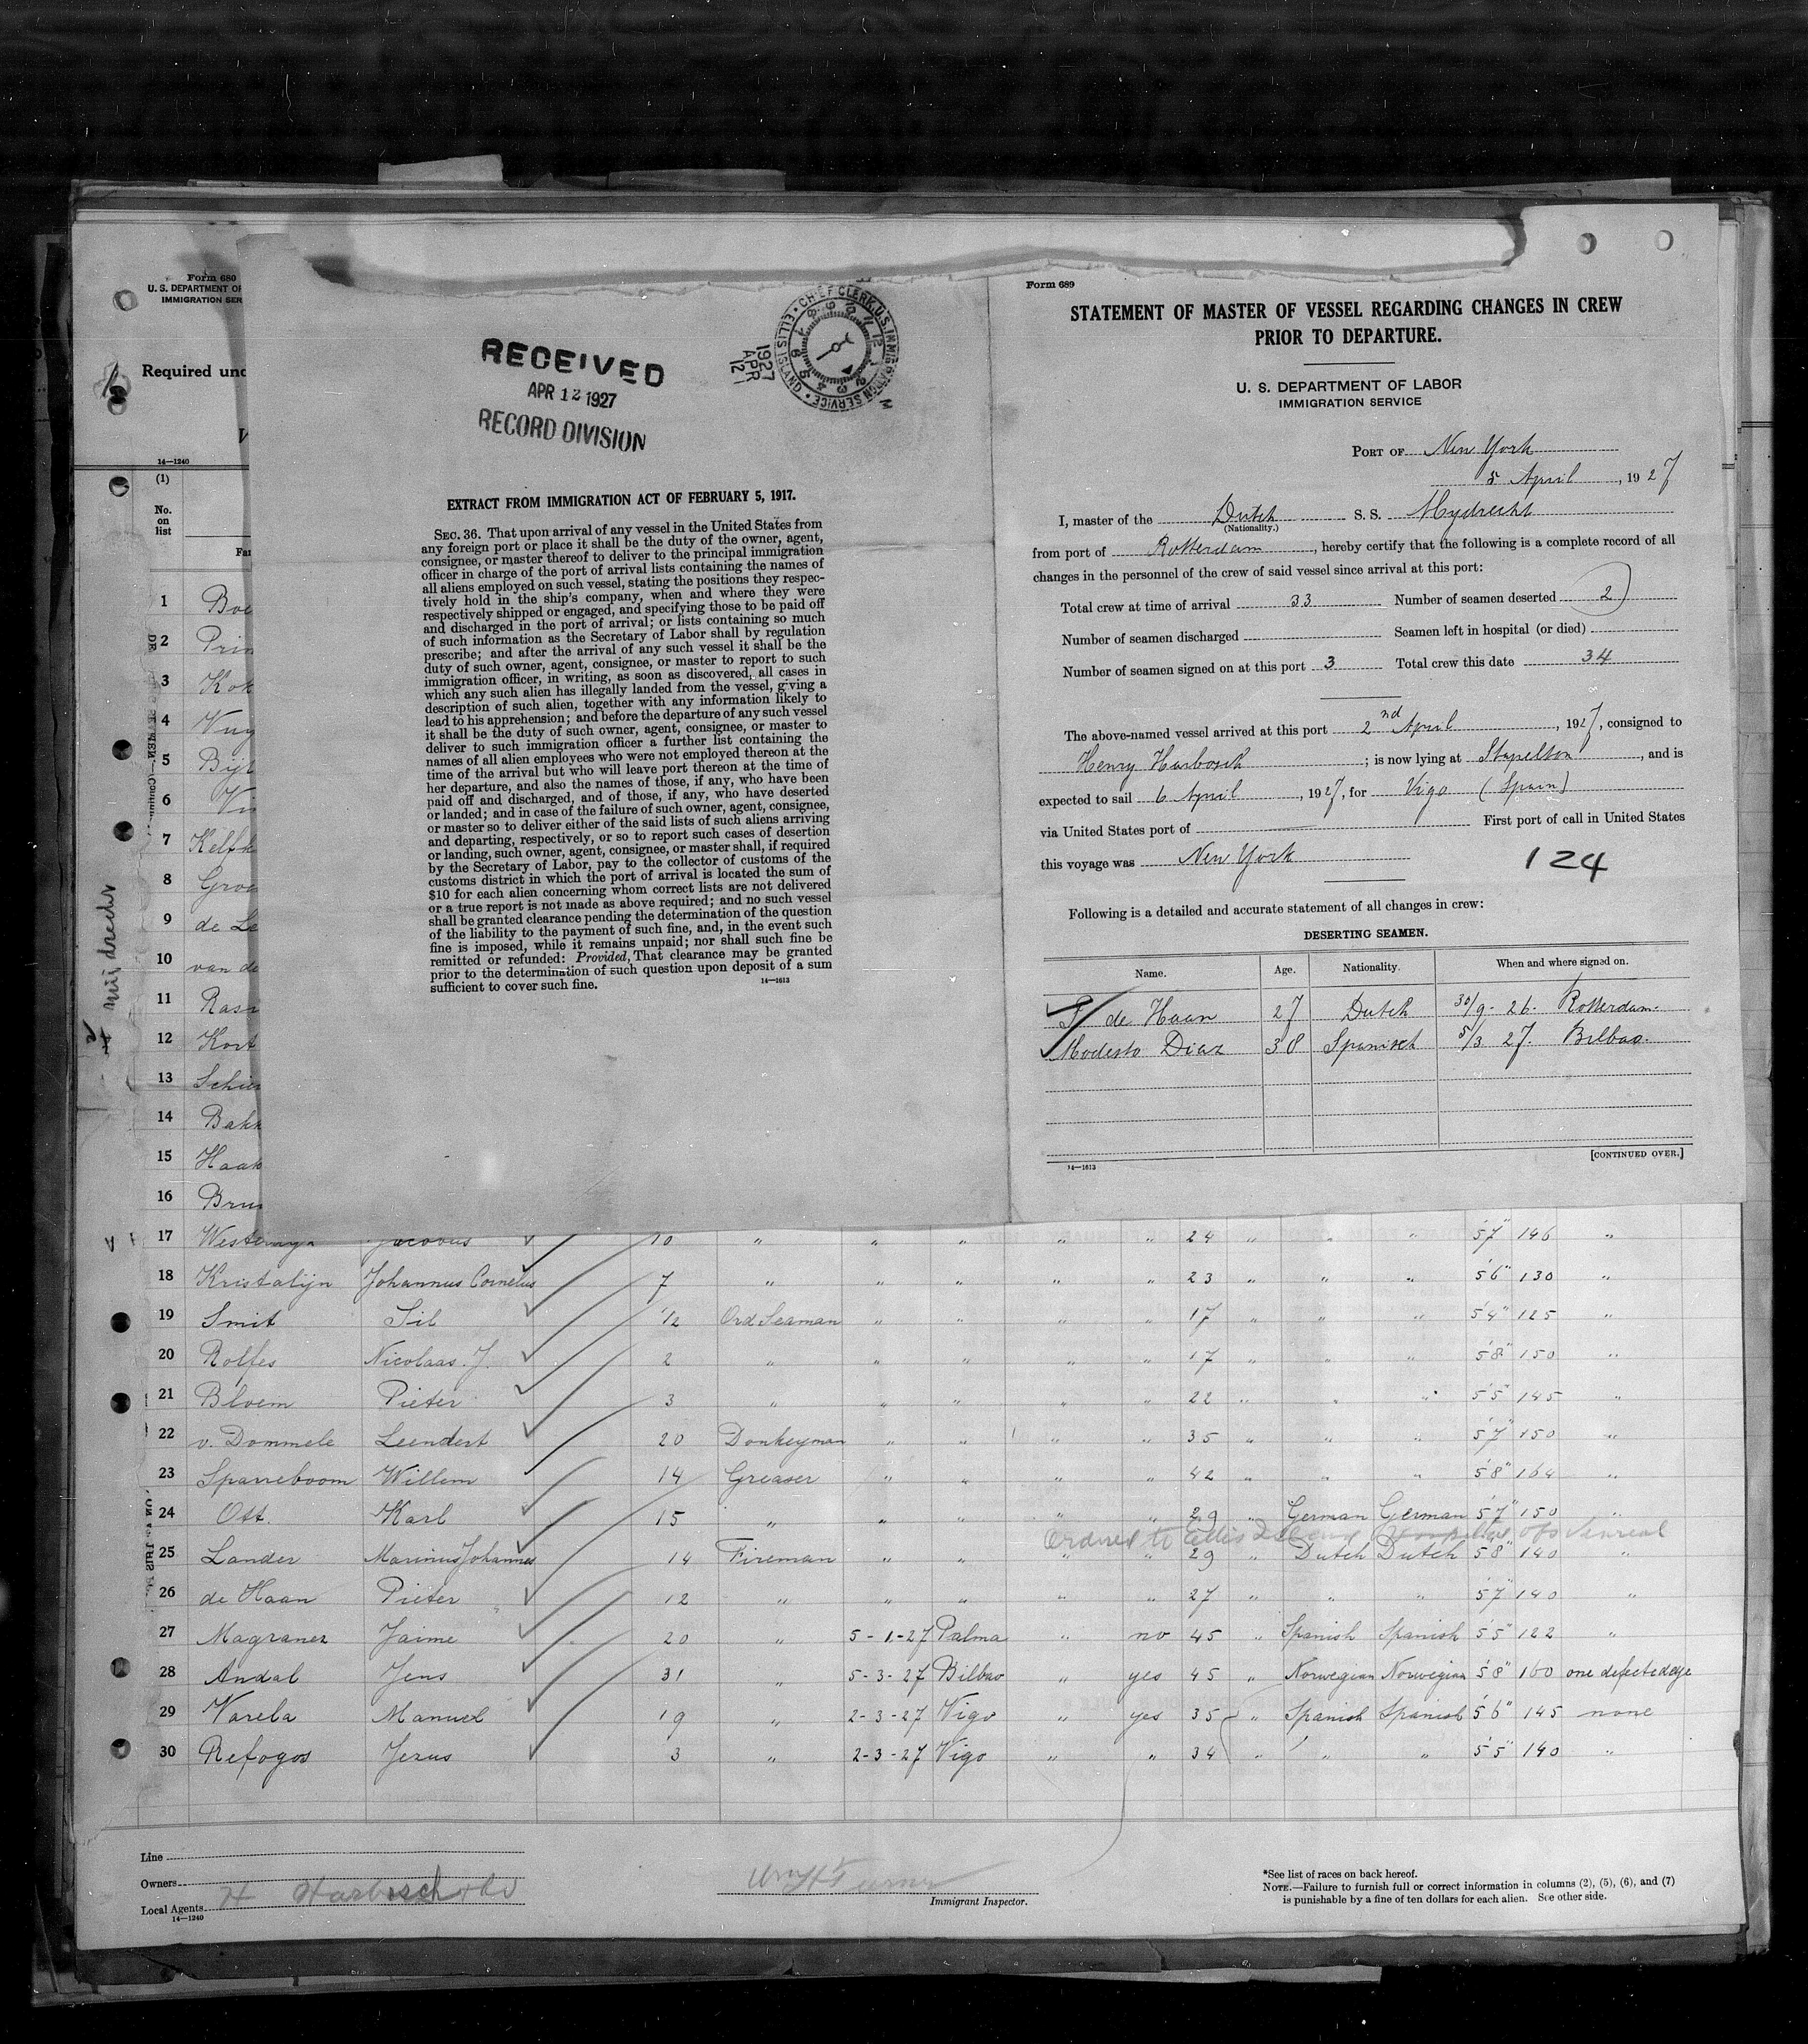 Form 680
U. S. DEPARTMENT OF
IMMIGRATION SER
Required und
14—1240
(1)
No.
on
list
Fam
1 Boe
2 Prin
3 Kok
4 Vuy
5 Bijl
6 Vi
7 Kelfk
8 Groe
9 de Le
10 van de
11 Rasn
12 Kort
13 Schie
14 Bakk
15 Haak
16 Brun
RECEIVED
APR 12 1927
RECORD DIVISION
CHIEF CLERK, U.S. IMMIGRATION SERVICE
ELLIS ISLAND
1927
APR
12
M
EXTRACT FROM IMMIGRATION ACT OF FEBRUARY 5, 1917.
SEC. 36. That upon arrival of any vessel in the United States from
any foreign port or place it shall be the duty of the owner, agent,
consignee, or master thereof to deliver to the principal immigration
officer in charge of the port of arrival lists containing the names of
all aliens employed on such vessel, stating the positions they respec-
tively hold in the ship's company, when and where they were
respectively shipped or engaged, and specifying those to be paid off
and discharged in the port of arrival; or lists containing so much
of such information as the Secretary of Labor shall by regulation
prescribe; and after the arrival of any such vessel it shall be the
duty of such owner, agent, consignee, or master to report to such
immigration officer, in writing, as soon as discovered, all cases in
which any such alien has illegally landed from the vessel, giving a
description of such alien, together with any information likely to
lead to his apprehension; and before the departure of any such vessel
it shall be the duty of such owner, agent, consignee, or master to
deliver to such immigration officer a further list containing the
names of all alien employees who were not employed thereon at the
time of the arrival but who will leave port thereon at the time of
her departure, and also the names of those, if any, who have been
paid off and discharged, and of those, if any, who have deserted
or landed; and in case of the failure of such owner, agent, consignee,
or master so to deliver either of the said lists of such aliens arriving
and departing, respectively, or so to report such cases of desertion
or landing, such owner, agent, consignee, or master shall, if required
by the Secretary of Labor, pay to the collector of customs of the
customs district in which the port of arrival is located the sum of
$10 for each alien concerning whom correct lists are not delivered
or a true report is not made as above required; and no such vessel
shall be granted clearance pending the determination of the question
of the liability to the payment of such fine, and, in the event such
fine is imposed, while it remains unpaid; nor shall such fine be
remitted or refunded: Provided, That clearance may be granted
prior to the determination of such question upon deposit of a sum
sufficient to cover such fine.
14—1613
Form 689
STATEMENT OF MASTER OF VESSEL REGARDING CHANGES IN CREW
PRIOR TO DEPARTURE.
U. S. DEPARTMENT OF LABOR
IMMIGRATION SERVICE
PORT OF New York
5 April, 1927
I, master of the Dutch S. S. Mydrecht
(Nationality.)
from port of Rotterdam, hereby certify that the following is a complete record of all
changes in the personnel of the crew of said vessel since arrival at this port:
Total crew at time of arrival 33 Number of seamen deserted 2
Number of seamen discharged Seamen left in hospital (or died)
Number of seamen signed on at this port 3 Total crew this date 34
The above-named vessel arrived at this port 2nd April, 1927, consigned to
Henry Harbosch; is now lying at Stapelton, and is
expected to sail 6 April, 1927, for Vigo (Spain)
via United States port of First port of call in United States
this voyage was New York
124
Following is a detailed and accurate statement of all changes in crew:
DESERTING SEAMEN.
Name. Age. Nationality. When and where signed on.
P. de Haan 27 Dutch 30/9-26. Rotterdam.
Modesto Diaz 38 Spanisch 5/3 27. Bilbao.
14—1613
[CONTINUED OVER.]
17 Westernga Jacobus 10 " " " " " 24 " " " 5'7" 146 "
18 Kristalijn Johannus Cornelus 7 " " " " " 23 " " " 5'6" 130 "
19 Smit Sil 1/2 Ord Seaman " " " " 17 " " " 5'4" 125 "
20 Rolfes Nicolaas. J. 2 " " " " " 17 " " " 5'8" 150 "
21 Bloem Pieter 3 " " " " " 22 " " " 5'5" 145 "
22 v. Dommele Leendert 20 Donkeyman " " " " 35 " " " 5'7" 150 "
23 Sparreboom Willem 14 Greaser " " " " 42 " " " 5'8" 164 "
24 Ott. Karl 15 " " " " " 29 " German German 5'7" 150 "
Ordered to Ellis
25 Lander Marinus Johannes 14 Fireman " " " " 29 " Dutch Dutch 5'8" 140 "
26 de Haan Pieter 12 " " " " " 27 " " " 5'7" 140 "
27 Magraner Jaime 20 " 5-1-27 Palma " no 45 " Spanish Spanish 5'5" 122 "
28 Andal Jens 31 " 5-3-27 Bilbao " yes 45 " Norwegian Norwegian 5'8" 160 one defected eye
29 Varela Manuel 19 " 2-3-27 Vigo " yes 35 " Spanish Spanish 5'6" 145 none
30 Refogos Jezus 3 " 2-3-27 Vigo " " 34 " " " 5'5" 140 "
Line
Owners
Local Agents H Harbosch
14—1240
Immigrant Inspector.
*See list of races on back hereof.
NOTE.—Failure to furnish full or correct information in columns (2), (5), (6), and (7)
is punishable by a fine of ten dollars for each alien. See other side.